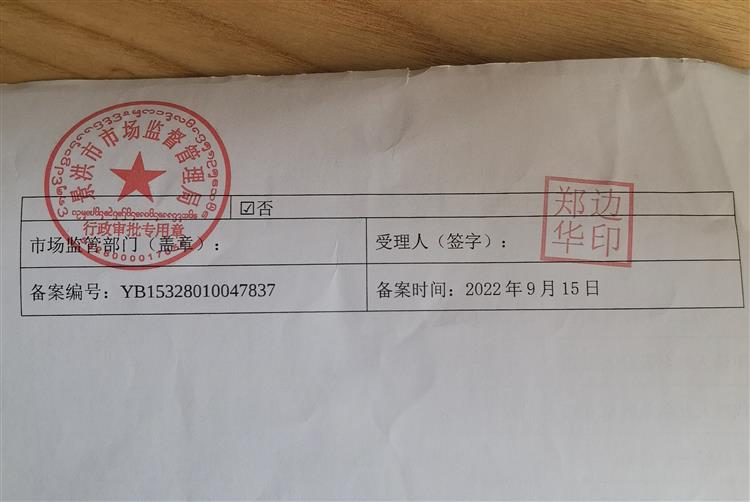 景洪市市场监督管理局
行政审批专用章
☑否
市场监管部门（盖章）：
受理人（签字）：
郑边
华印
备案编号：YB15328010047837
备案时间：2022年9月15日